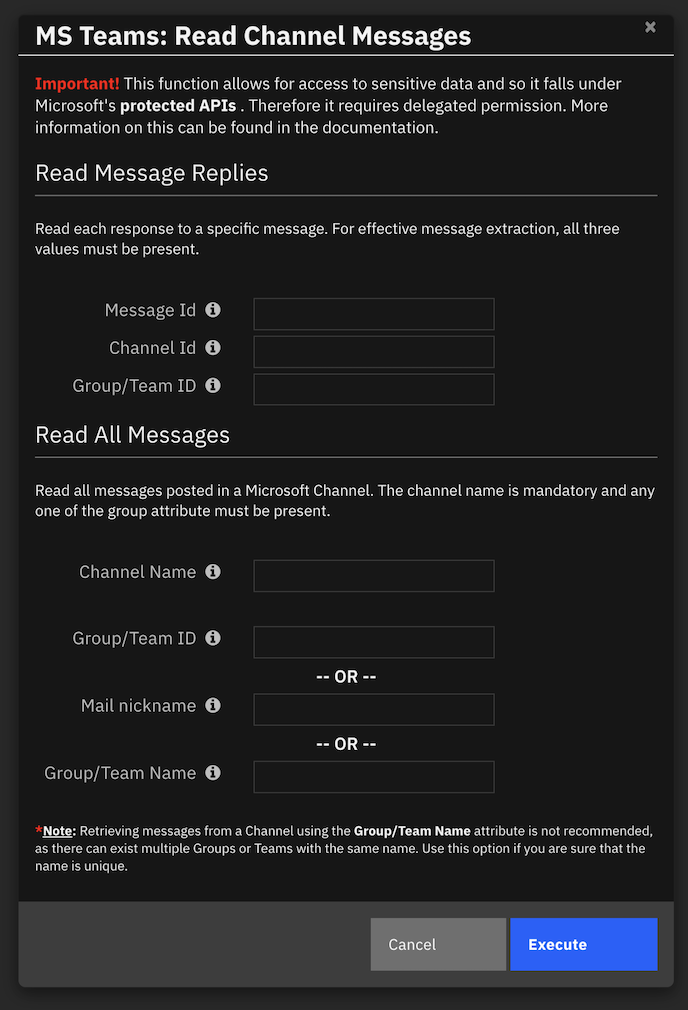 MS Teams: Read Channel Messages
×
Important! This function allows for access to sensitive data and so it falls under
Microsoft's protected APIs . Therefore it requires delegated permission. More
information on this can be found in the documentation.
Read Message Replies
Read each response to a specific message. For effective message extraction, all three
values must be present.
Message Id
Channel Id
Group/Team ID
Read All Messages
Read all messages posted in a Microsoft Channel. The channel name is mandatory and any
one of the group attribute must be present.
Channel Name
Group/Team ID
-- OR --
Mail nickname
-- OR --
Group/Team Name
*Note: Retrieving messages from a Channel using the Group/Team Name attribute is not recommended,
as there can exist multiple Groups or Teams with the same name. Use this option if you are sure that the
name is unique.
Cancel
Execute